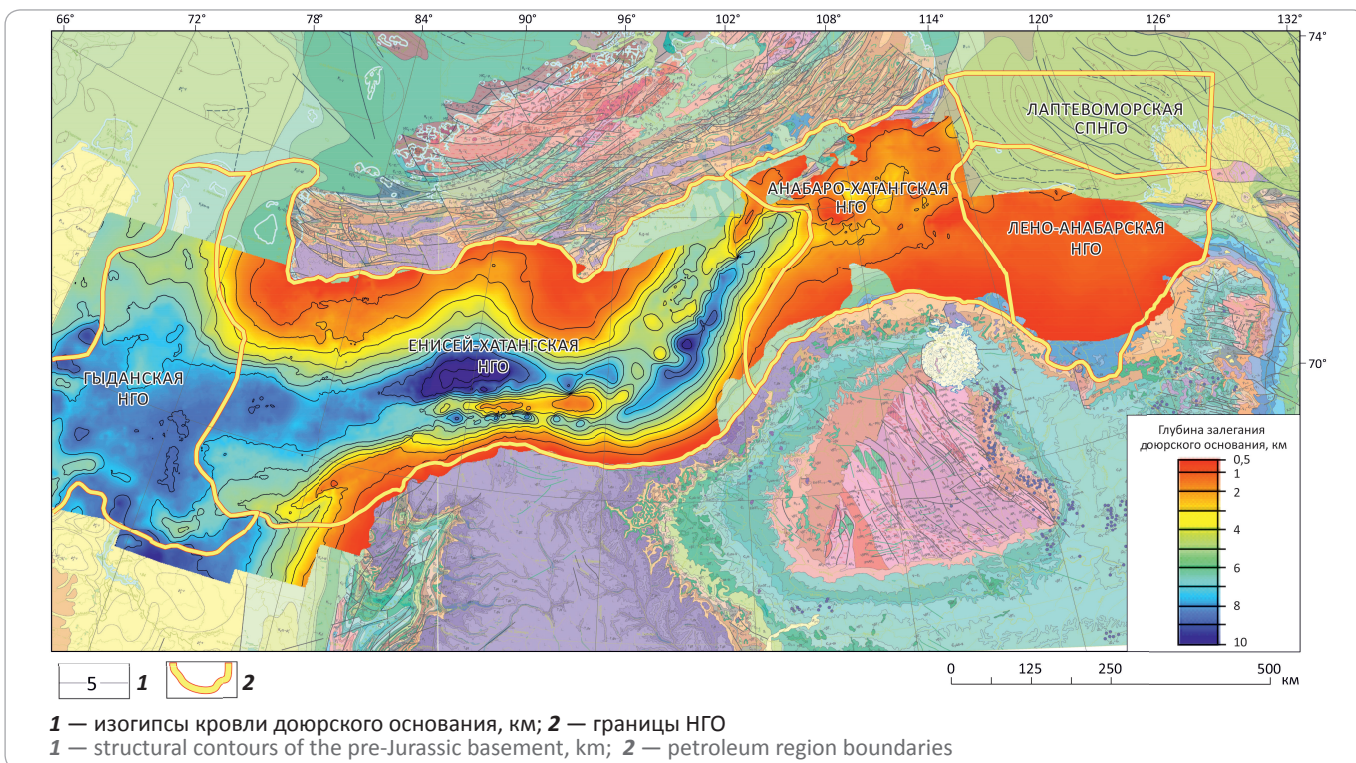 66° 72° 78° 84° 90° 96° 102° 108° 114° 120° 126° 132°
74°
ЛАПТЕВОМОРСКАЯ
СПНГО
АНАБАРО-ХАТАНГСКАЯ
НГО
ЛЕНО-АНАБАРСКАЯ
НГО
ЕНИСЕЙ-ХАТАНГСКАЯ
НГО
70°
ГЫДАНСКАЯ
НГО
Глубина залегания
доюрского основания, км
0,5
1
2
4
6
8
10
5 1 2
0 125 250 500
км
1 — изогипсы кровли доюрского основания, км; 2 — границы НГО
1 — structural contours of the pre-Jurassic basement, km; 2 — petroleum region boundaries